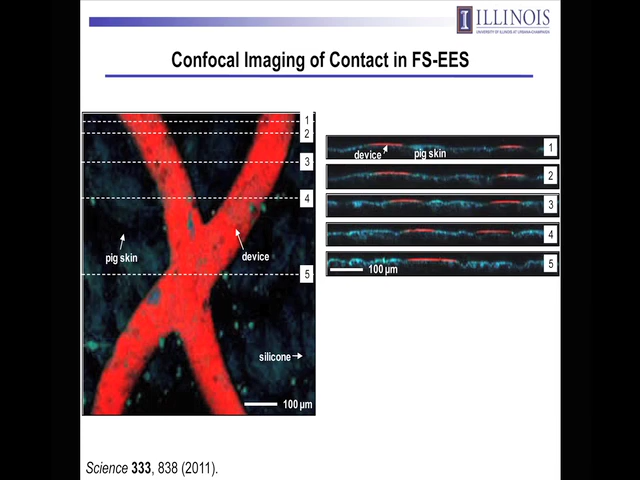 I ILLINOIS
UNIVERSITY OF ILLINOIS AT URBANA-CHAMPAIGN
Confocal Imaging of Contact in FS-EES
1
2
3
4
5
pig skin
device
silicone
100 µm
device
pig skin
1
2
3
4
100 µm
5
Science 333, 838 (2011).